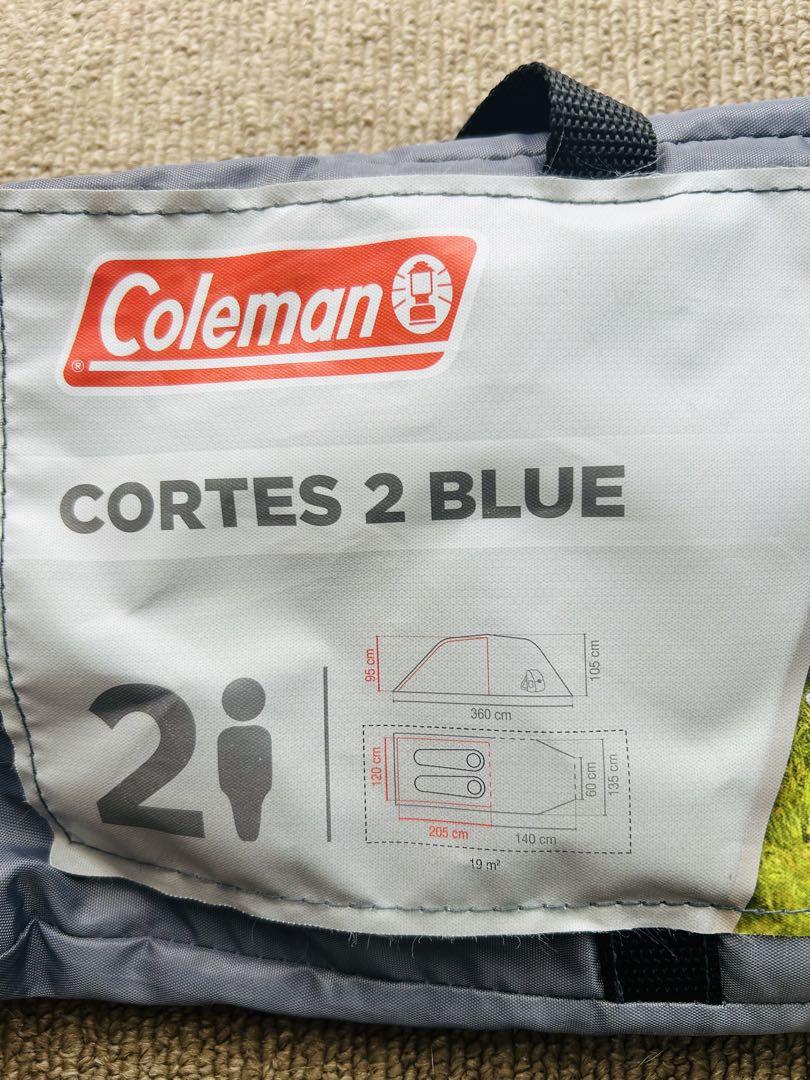 Coleman
®
CORTES 2 BLUE
2
95 cm
105 cm
360 cm
120 cm
60 cm
135 cm
205 cm
140 cm
19 m²